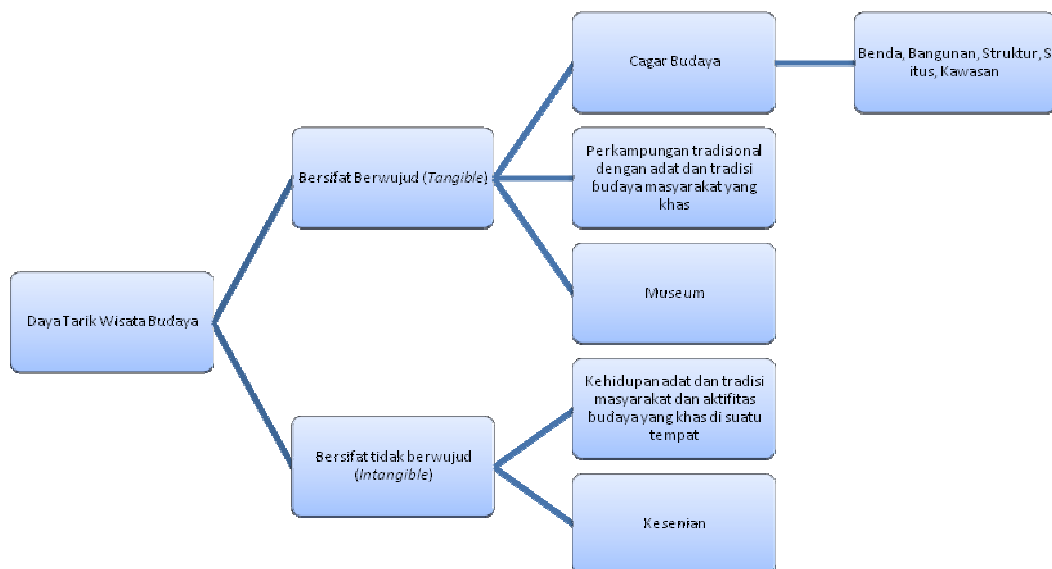 Cagar Budaya
Benda, Bangunan, Struktur, S
itus, Kawasan
Bersifat Berwujud (Tangible)
Perkampungan tradisional
dengan adat dan tradisi
budaya masyarakat yang
khas
Museum
Daya Tarik Wisata Budaya
Bersifat tidak berwujud
(Intangible)
Kehidupan adat dan tradisi
masyarakat dan aktifitas
budaya yang khas di suatu
tempat
Kesenian